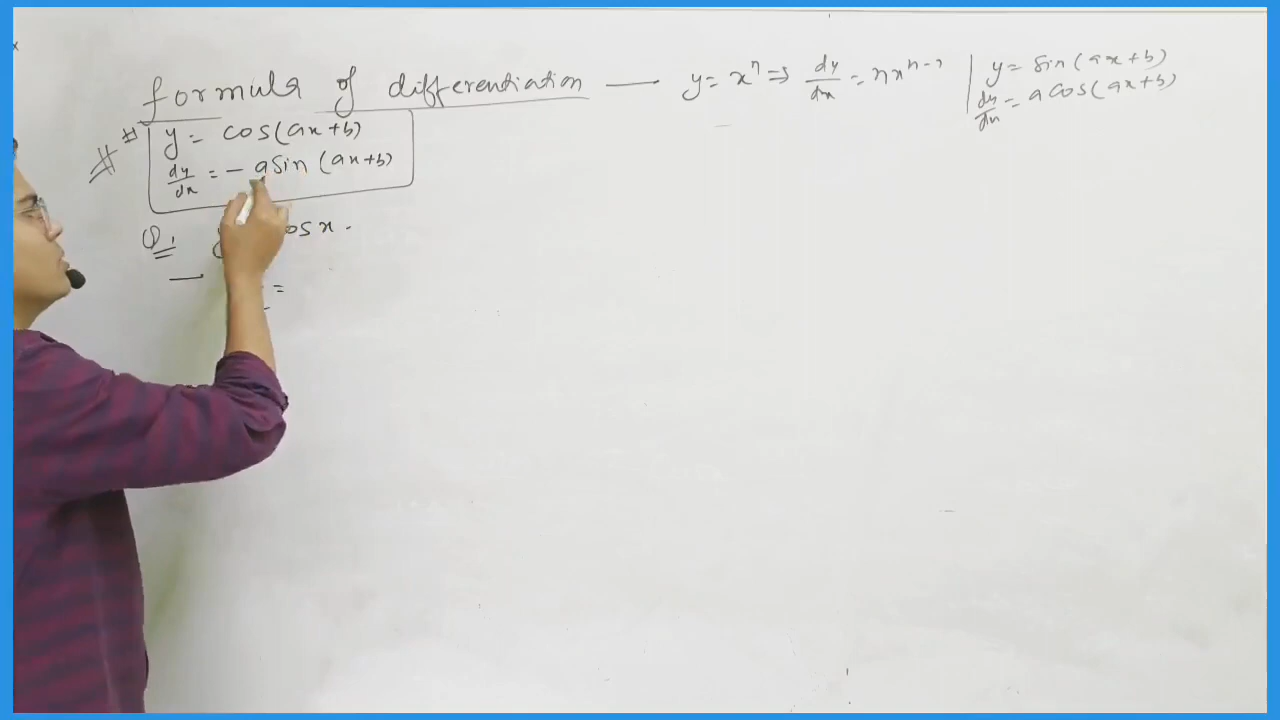 formula of differentiation — y = xⁿ ⇒ dy/dx = nxⁿ⁻¹ | y = sin(ax+b)
dy/dx = a cos(ax+b)
** y = cos(ax+b)
dy/dx = - a sin (ax+b)
Q1 y os x .
— =